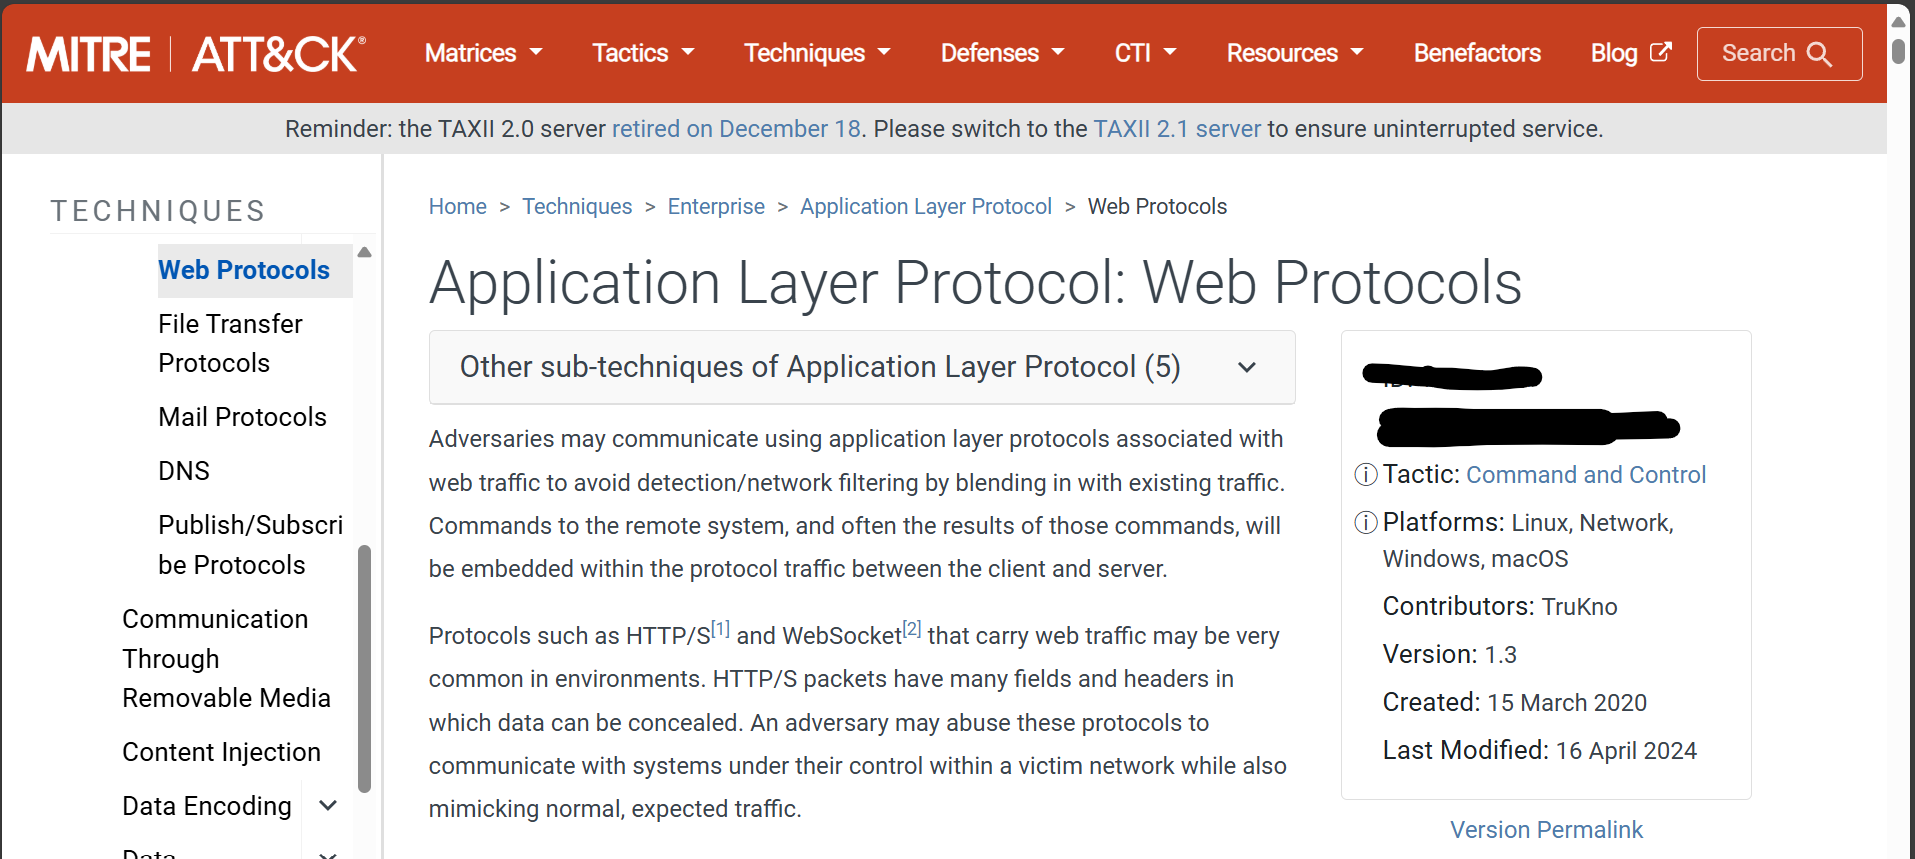 MITRE | ATT&CK®
Matrices Tactics Techniques Defenses CTI Resources Benefactors Blog Search
Reminder: the TAXII 2.0 server retired on December 18. Please switch to the TAXII 2.1 server to ensure uninterrupted service.
TECHNIQUES
Web Protocols
File Transfer
Protocols
Mail Protocols
DNS
Publish/Subscri
be Protocols
Communication
Through
Removable Media
Content Injection
Data Encoding
Data
Home > Techniques > Enterprise > Application Layer Protocol > Web Protocols
Application Layer Protocol: Web Protocols
Other sub-techniques of Application Layer Protocol (5)
Adversaries may communicate using application layer protocols associated with
web traffic to avoid detection/network filtering by blending in with existing traffic.
Commands to the remote system, and often the results of those commands, will
be embedded within the protocol traffic between the client and server.
Protocols such as HTTP/S[1] and WebSocket[2] that carry web traffic may be very
common in environments. HTTP/S packets have many fields and headers in
which data can be concealed. An adversary may abuse these protocols to
communicate with systems under their control within a victim network while also
mimicking normal, expected traffic.
Tactic: Command and Control
Platforms: Linux, Network,
Windows, macOS
Contributors: TruKno
Version: 1.3
Created: 15 March 2020
Last Modified: 16 April 2024
Version Permalink